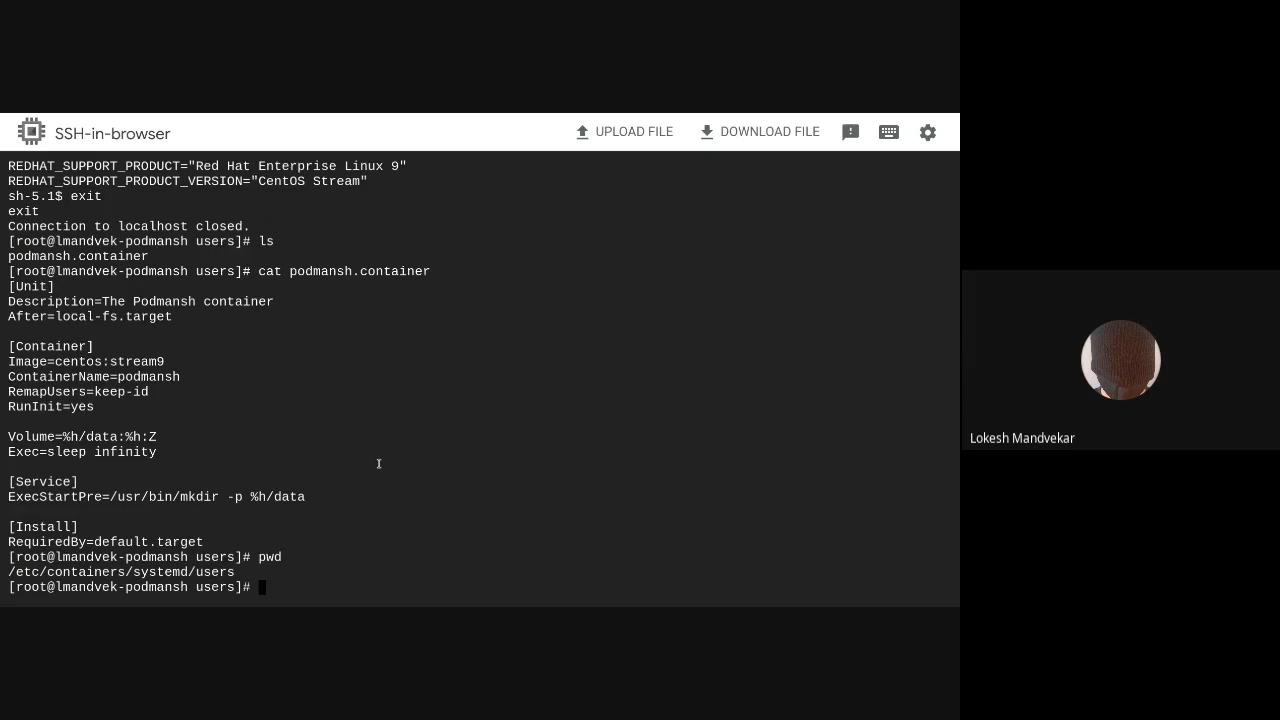 SSH-in-browser
UPLOAD FILE
DOWNLOAD FILE
REDHAT_SUPPORT_PRODUCT="Red Hat Enterprise Linux 9"
REDHAT_SUPPORT_PRODUCT_VERSION="CentOS Stream"
sh-5.1$ exit
exit
Connection to localhost closed.
[root@lmandvek-podmansh users]# ls
podmansh.container
[root@lmandvek-podmansh users]# cat podmansh.container
[Unit]
Description=The Podmansh container
After=local-fs.target
[Container]
Image=centos:stream9
ContainerName=podmansh
RemapUsers=keep-id
RunInit=yes
Volume=%h/data:%h:Z
Exec=sleep infinity
[Service]
ExecStartPre=/usr/bin/mkdir -p %h/data
[Install]
RequiredBy=default.target
[root@lmandvek-podmansh users]# pwd
/etc/containers/systemd/users
[root@lmandvek-podmansh users]#
Lokesh Mandvekar